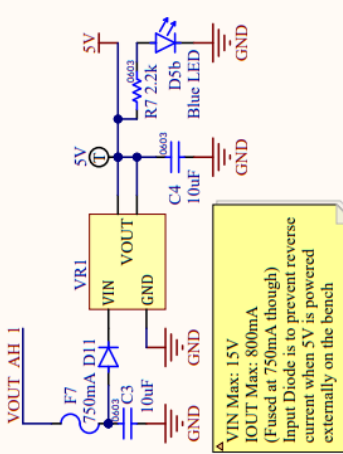 VOUT_AH_1
F7
750mA
D11
0603
C3
10uF
GND
VR1
VIN
VOUT
GND
GND
5V
T
0603
C4
10uF
GND
5V
0603
R7 2.2k
D5b
Blue LED
GND
VIN Max: 15V
IOUT Max: 800mA
(Fused at 750mA though)
Input Diode is to prevent reverse
current when 5V is powered
externally on the bench